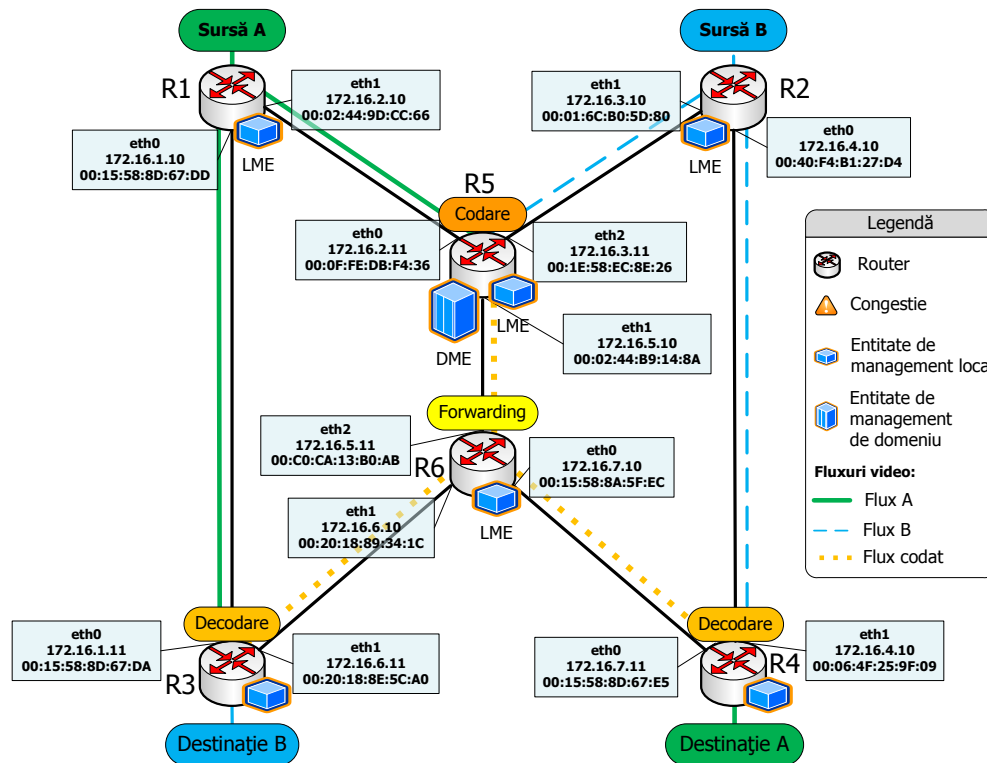 Sursă A
Sursă B
R1
eth1
172.16.2.10
00:02:44:9D:CC:66
eth1
172.16.3.10
00:01:6C:B0:5D:80
R2
LME
LME
eth0
172.16.1.10
00:15:58:8D:67:DD
eth0
172.16.4.10
00:40:F4:B1:27:D4
R5
Codare
eth0
172.16.2.11
00:0F:FE:DB:F4:36
eth2
172.16.3.11
00:1E:58:EC:8E:26
DME
LME
eth1
172.16.5.10
00:02:44:B9:14:8A
Legendă
Router
Congestie
Entitate de
management loca
Entitate de
management
de domeniu
Fluxuri video:
Flux A
Flux B
Flux codat
Forwarding
eth2
172.16.5.11
00:C0:CA:13:B0:AB
R6
eth0
172.16.7.10
00:15:58:8A:5F:EC
LME
eth1
172.16.6.10
00:20:18:89:34:1C
Decodare
Decodare
eth0
172.16.1.11
00:15:58:8D:67:DA
R3
eth1
172.16.6.11
00:20:18:8E:5C:A0
eth0
172.16.7.11
00:15:58:8D:67:E5
R4
eth1
172.16.4.10
00:06:4F:25:9F:09
Destinaţie B
Destinaţie A